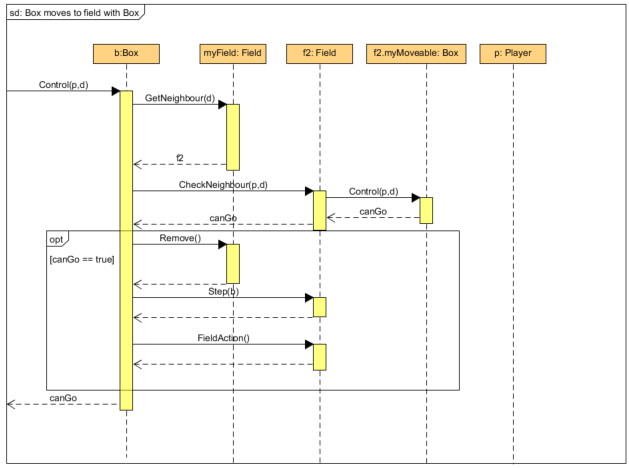 sd: Box moves to field with Box
b:Box
myField: Field
f2: Field
f2.myMoveable: Box
p: Player
Control(p,d)
GetNeighbour(d)
f2
CheckNeighbour(p,d)
Control(p,d)
canGo
canGo
opt
Remove()
[canGo == true]
Step(b)
FieldAction()
canGo